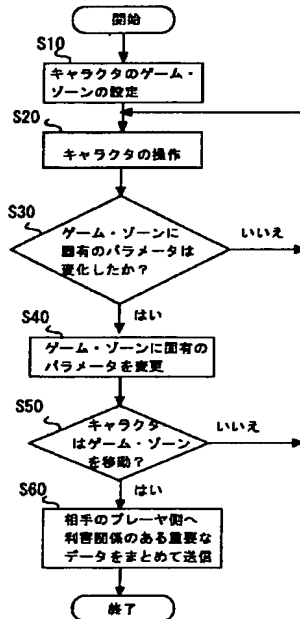 開始
S10
キャラクタのゲーム・
ゾーンの設定
S20
キャラクタの操作
S30
ゲーム・ゾーンに
固有のパラメータは
変化したか？
いいえ
はい
S40
ゲーム・ゾーンに固有の
パラメータを変更
S50
キャラクタ
はゲーム・ゾーン
を移動？
いいえ
はい
S60
相手のプレーヤ側へ
利害関係のある重要な
データをまとめて送信
終了